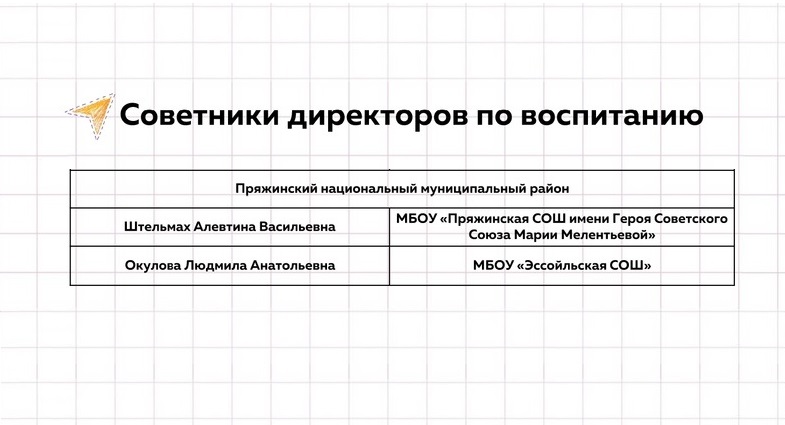 Советники директоров по воспитанию
Пряжинский национальный муниципальный район
Штельмах Алевтина Васильевна
МБОУ «Пряжинская СОШ имени Героя Советского
Союза Марии Мелентьевой»
Окулова Людмила Анатольевна
МБОУ «Эссойльская СОШ»